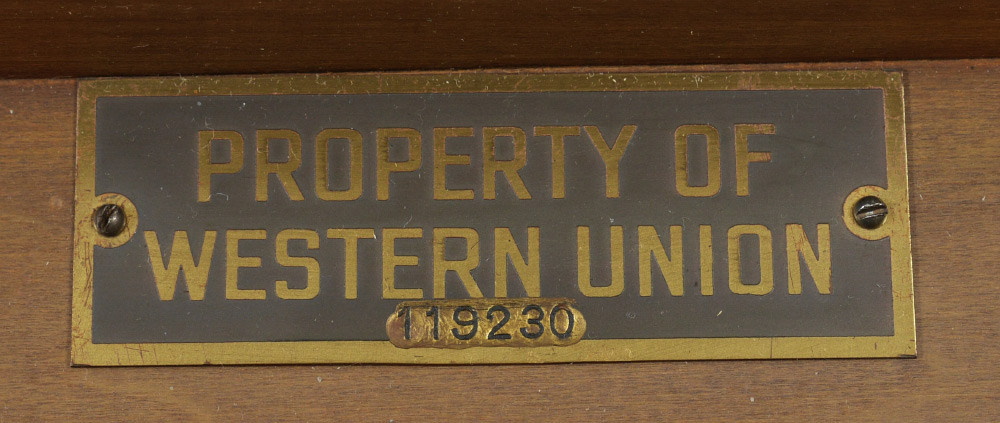 PROPERTY OF
WESTERN UNION
119230